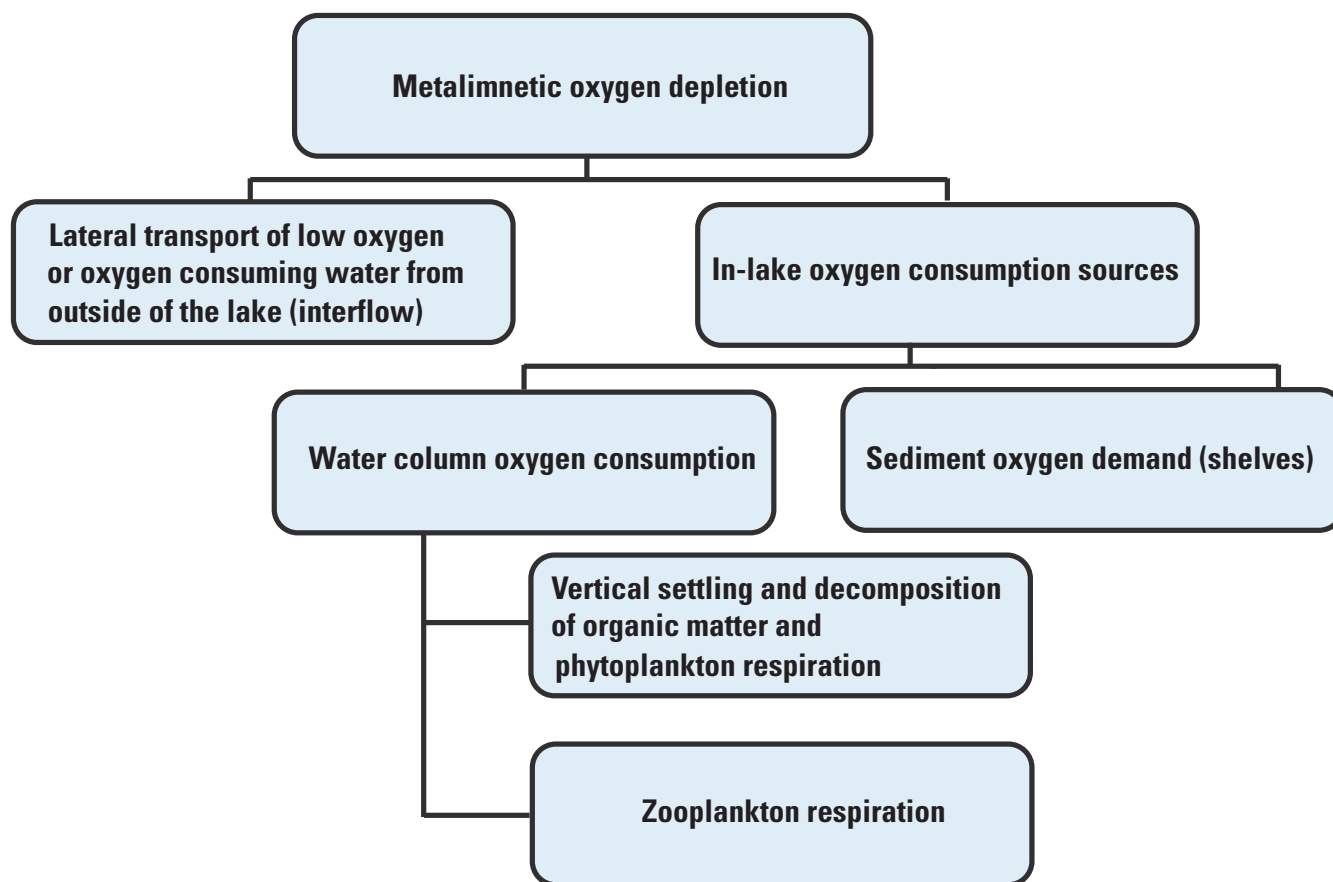 Metalimnetic oxygen depletion
Lateral transport of low oxygen
or oxygen consuming water from
outside of the lake (interflow)
In-lake oxygen consumption sources
Water column oxygen consumption
Sediment oxygen demand (shelves)
Vertical settling and decomposition
of organic matter and
phytoplankton respiration
Zooplankton respiration